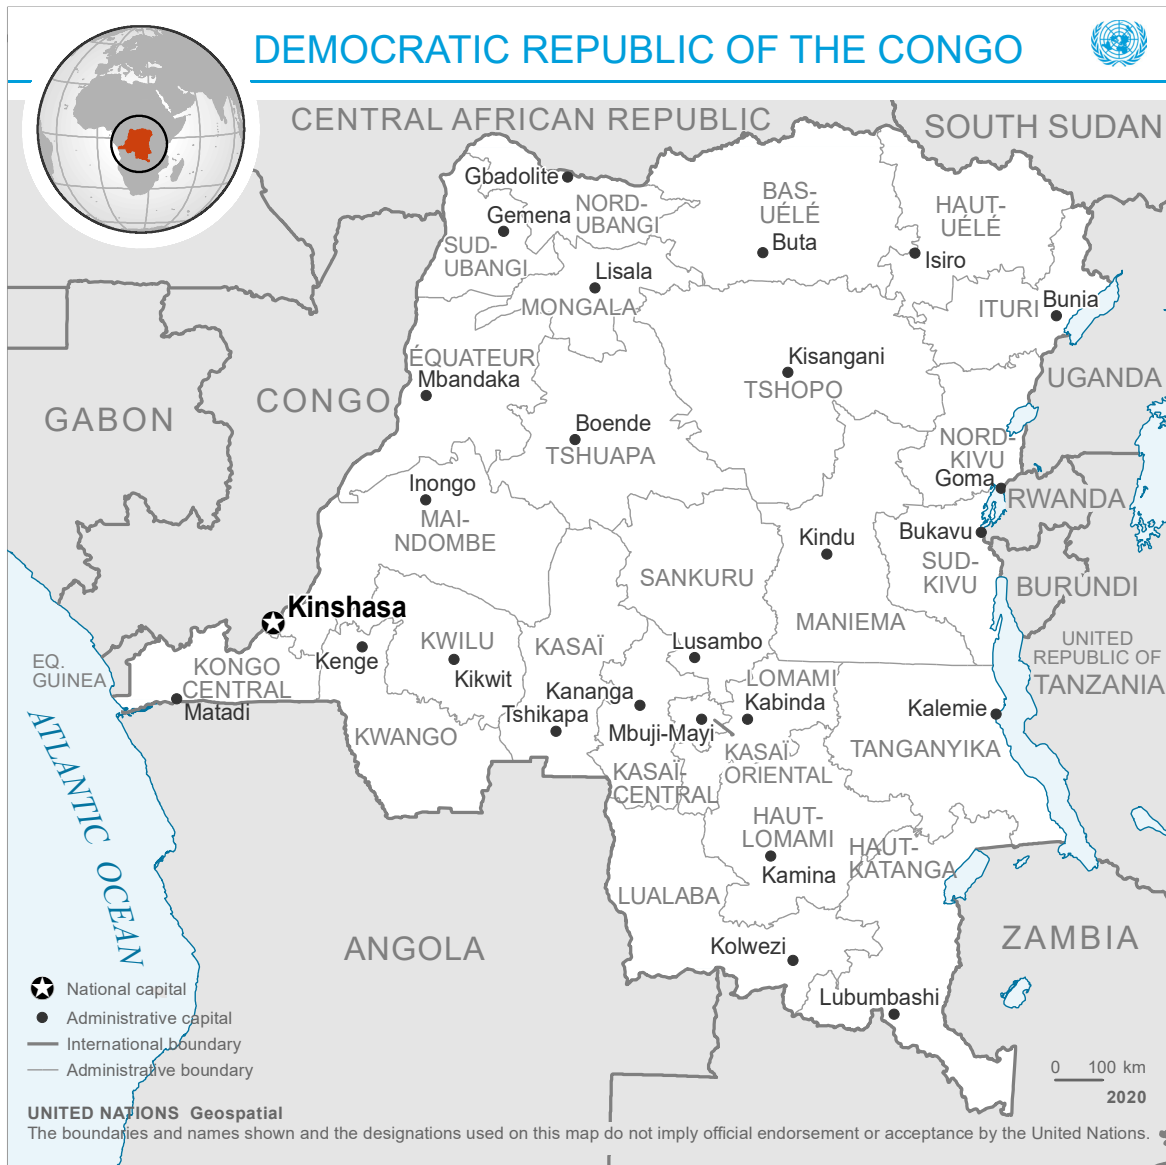 DEMOCRATIC REPUBLIC OF THE CONGO
CENTRAL AFRICAN REPUBLIC
SOUTH SUDAN
Gbadolite
NORD-
UBANGI
BAS-
UÉLÉ
HAUT-
UÉLÉ
Gemena
SUD-
UBANGI
Buta
Isiro
Lisala
MONGALA
ITURI
Bunia
ÉQUATEUR
Mbandaka
Kisangani
TSHOPO
UGANDA
GABON
CONGO
Boende
TSHUAPA
NORD-
KIVU
Goma
RWANDA
Inongo
MAI-
NDOMBE
Kindu
Bukavu
SUD-
KIVU
SANKURU
BURUNDI
Kinshasa
MANIEMA
KWILU
KASAÏ
Lusambo
UNITED
REPUBLIC OF
TANZANIA
EQ.
GUINEA
KONGO
CENTRAL
Kenge
Kikwit
LOMAMI
Kabinda
Matadi
Kananga
Tshikapa
Mbuji-Mayi
Kalemie
KWANGO
KASAÏ
ORIENTAL
TANGANYIKA
KASAÏ-
CENTRAL
ATLANTIC OCEAN
HAUT-
LOMAMI
HAUT-
KATANGA
Kamina
LUALABA
ANGOLA
Kolwezi
ZAMBIA
Lubumbashi
National capital
Administrative capital
International boundary
Administrative boundary
0 100 km
2020
UNITED NATIONS Geospatial
The boundaries and names shown and the designations used on this map do not imply official endorsement or acceptance by the United Nations.